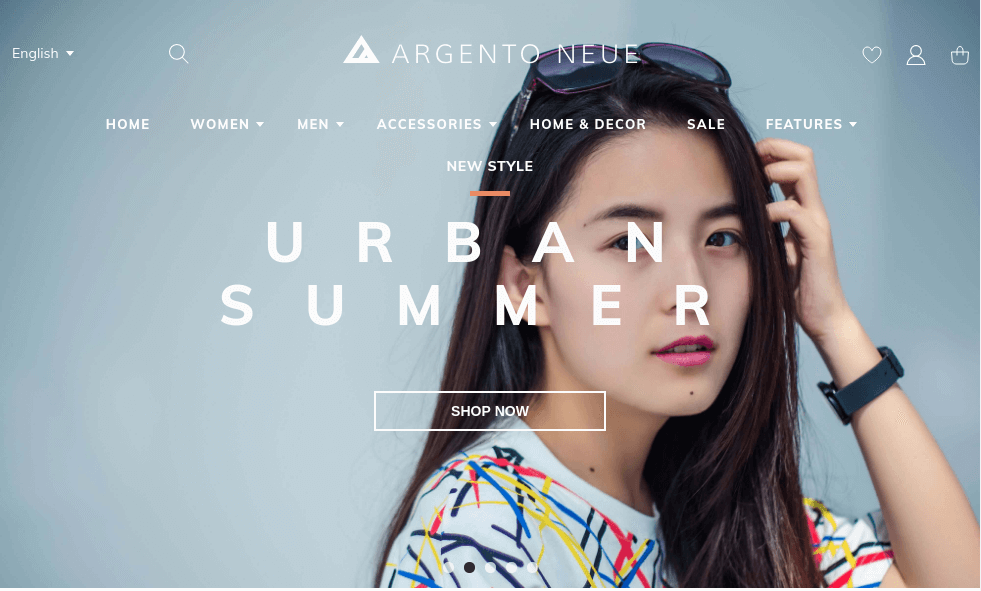 English
ARGENTO NEUE
HOME WOMEN MEN ACCESSORIES HOME & DECOR SALE FEATURES
NEW STYLE
URBAN
SUMMER
SHOP NOW